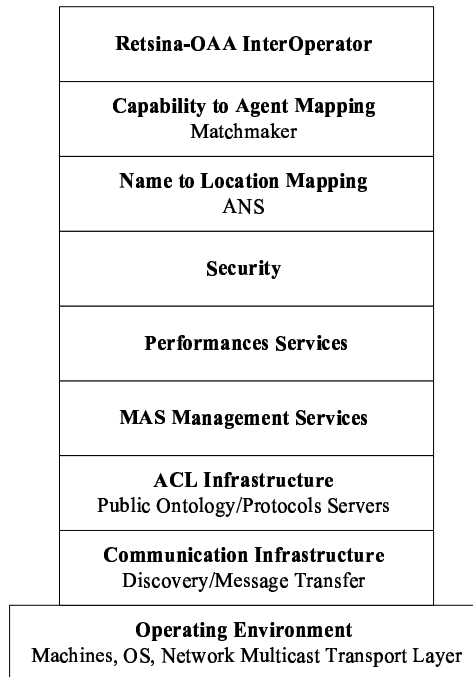 Retsina-OAA InterOperator
Capability to Agent Mapping
Matchmaker
Name to Location Mapping
ANS
Security
Performances Services
MAS Management Services
ACL Infrastructure
Public Ontology/Protocols Servers
Communication Infrastructure
Discovery/Message Transfer
Operating Environment
Machines, OS, Network Multicast Transport Layer